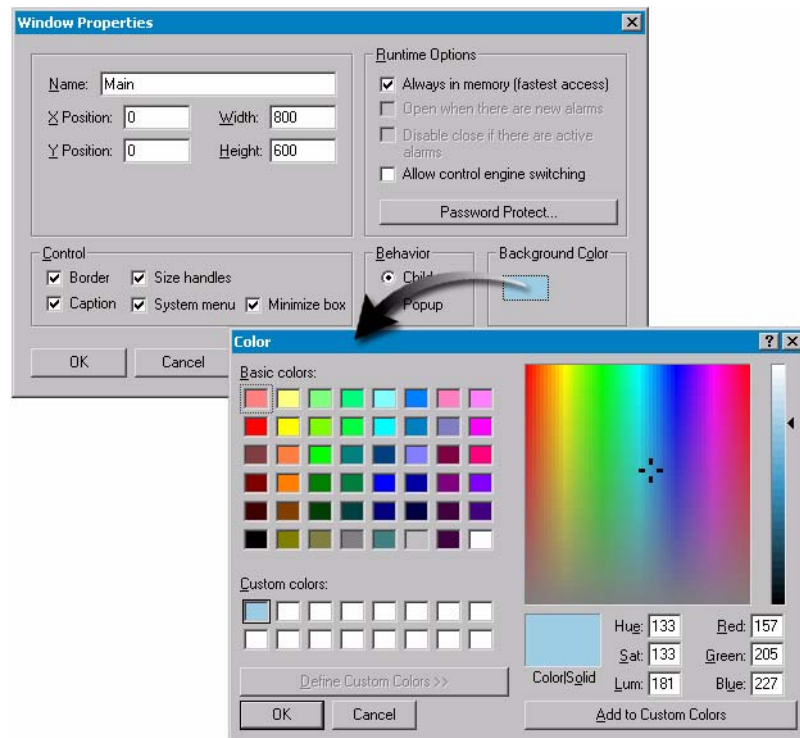 Window Properties
Name: Main
X Position: 0 Width: 800
Y Position: 0 Height: 600
Runtime Options
Always in memory (fastest access)
Open when there are new alarms
Disable close if there are active
alarms
Allow control engine switching
Password Protect...
Control
Border Size handles
Caption System menu Minimize box
Behavior
Child
Popup
Background Color
OK Cancel
Color
Basic colors:
Custom colors:
Define Custom Colors >>
OK Cancel
Color|Solid
Hue: 133 Red: 157
Sat: 133 Green: 205
Lum: 181 Blue: 227
Add to Custom Colors